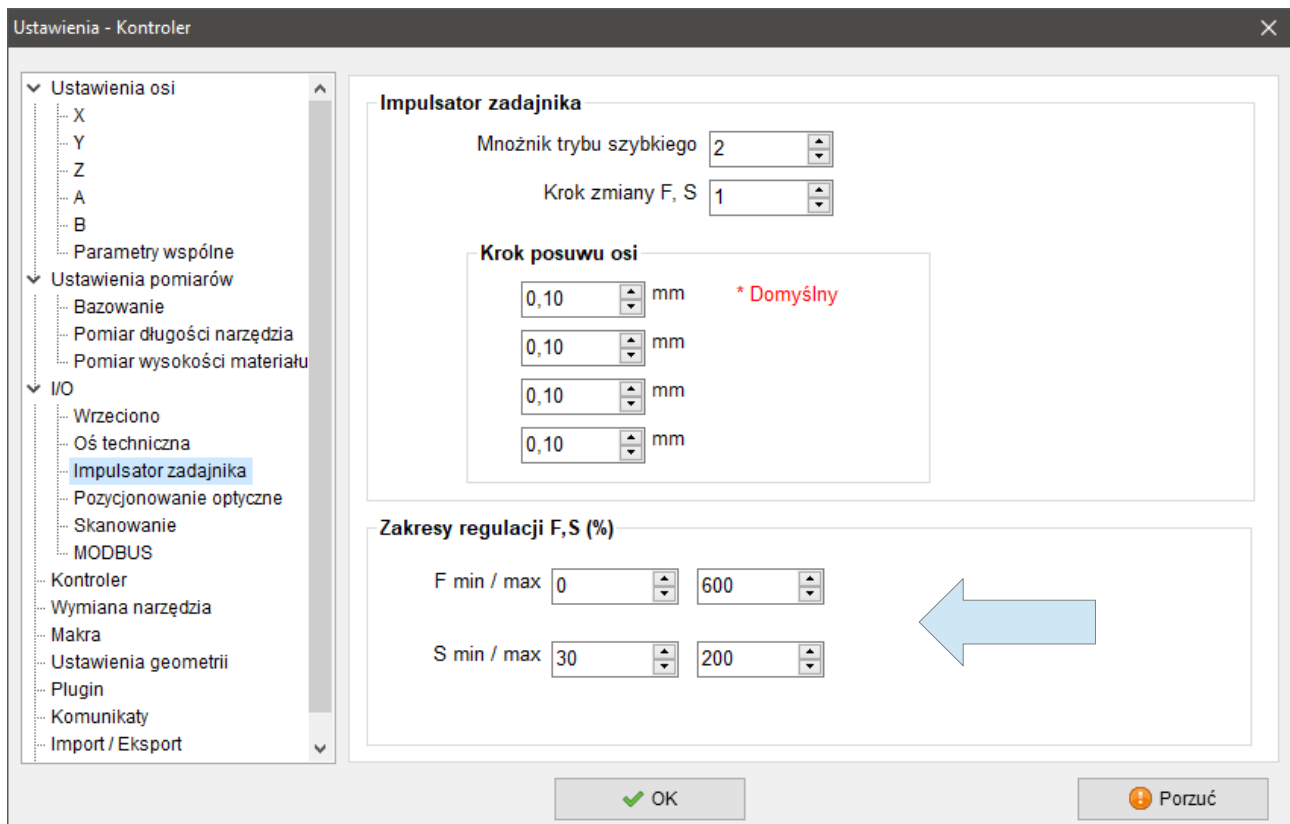 Ustawienia - Kontroler
Ustawienia osi
X
Y
Z
A
B
Parametry wspólne
Ustawienia pomiarów
Bazowanie
Pomiar długości narzędzia
Pomiar wysokości materiału
I/O
Wrzeciono
Oś techniczna
Impulsator zadajnika
Pozycjonowanie optyczne
Skanowanie
MODBUS
Kontroler
Wymiana narzędzia
Makra
Ustawienia geometrii
Plugin
Komunikaty
Import / Eksport
Impulsator zadajnika
Mnożnik trybu szybkiego 2
Krok zmiany F, S 1
Krok posuwu osi
0,10 mm * Domyślny
0,10 mm
0,10 mm
0,10 mm
Zakresy regulacji F,S (%)
F min / max 0 600
S min / max 30 200
OK Porzuć